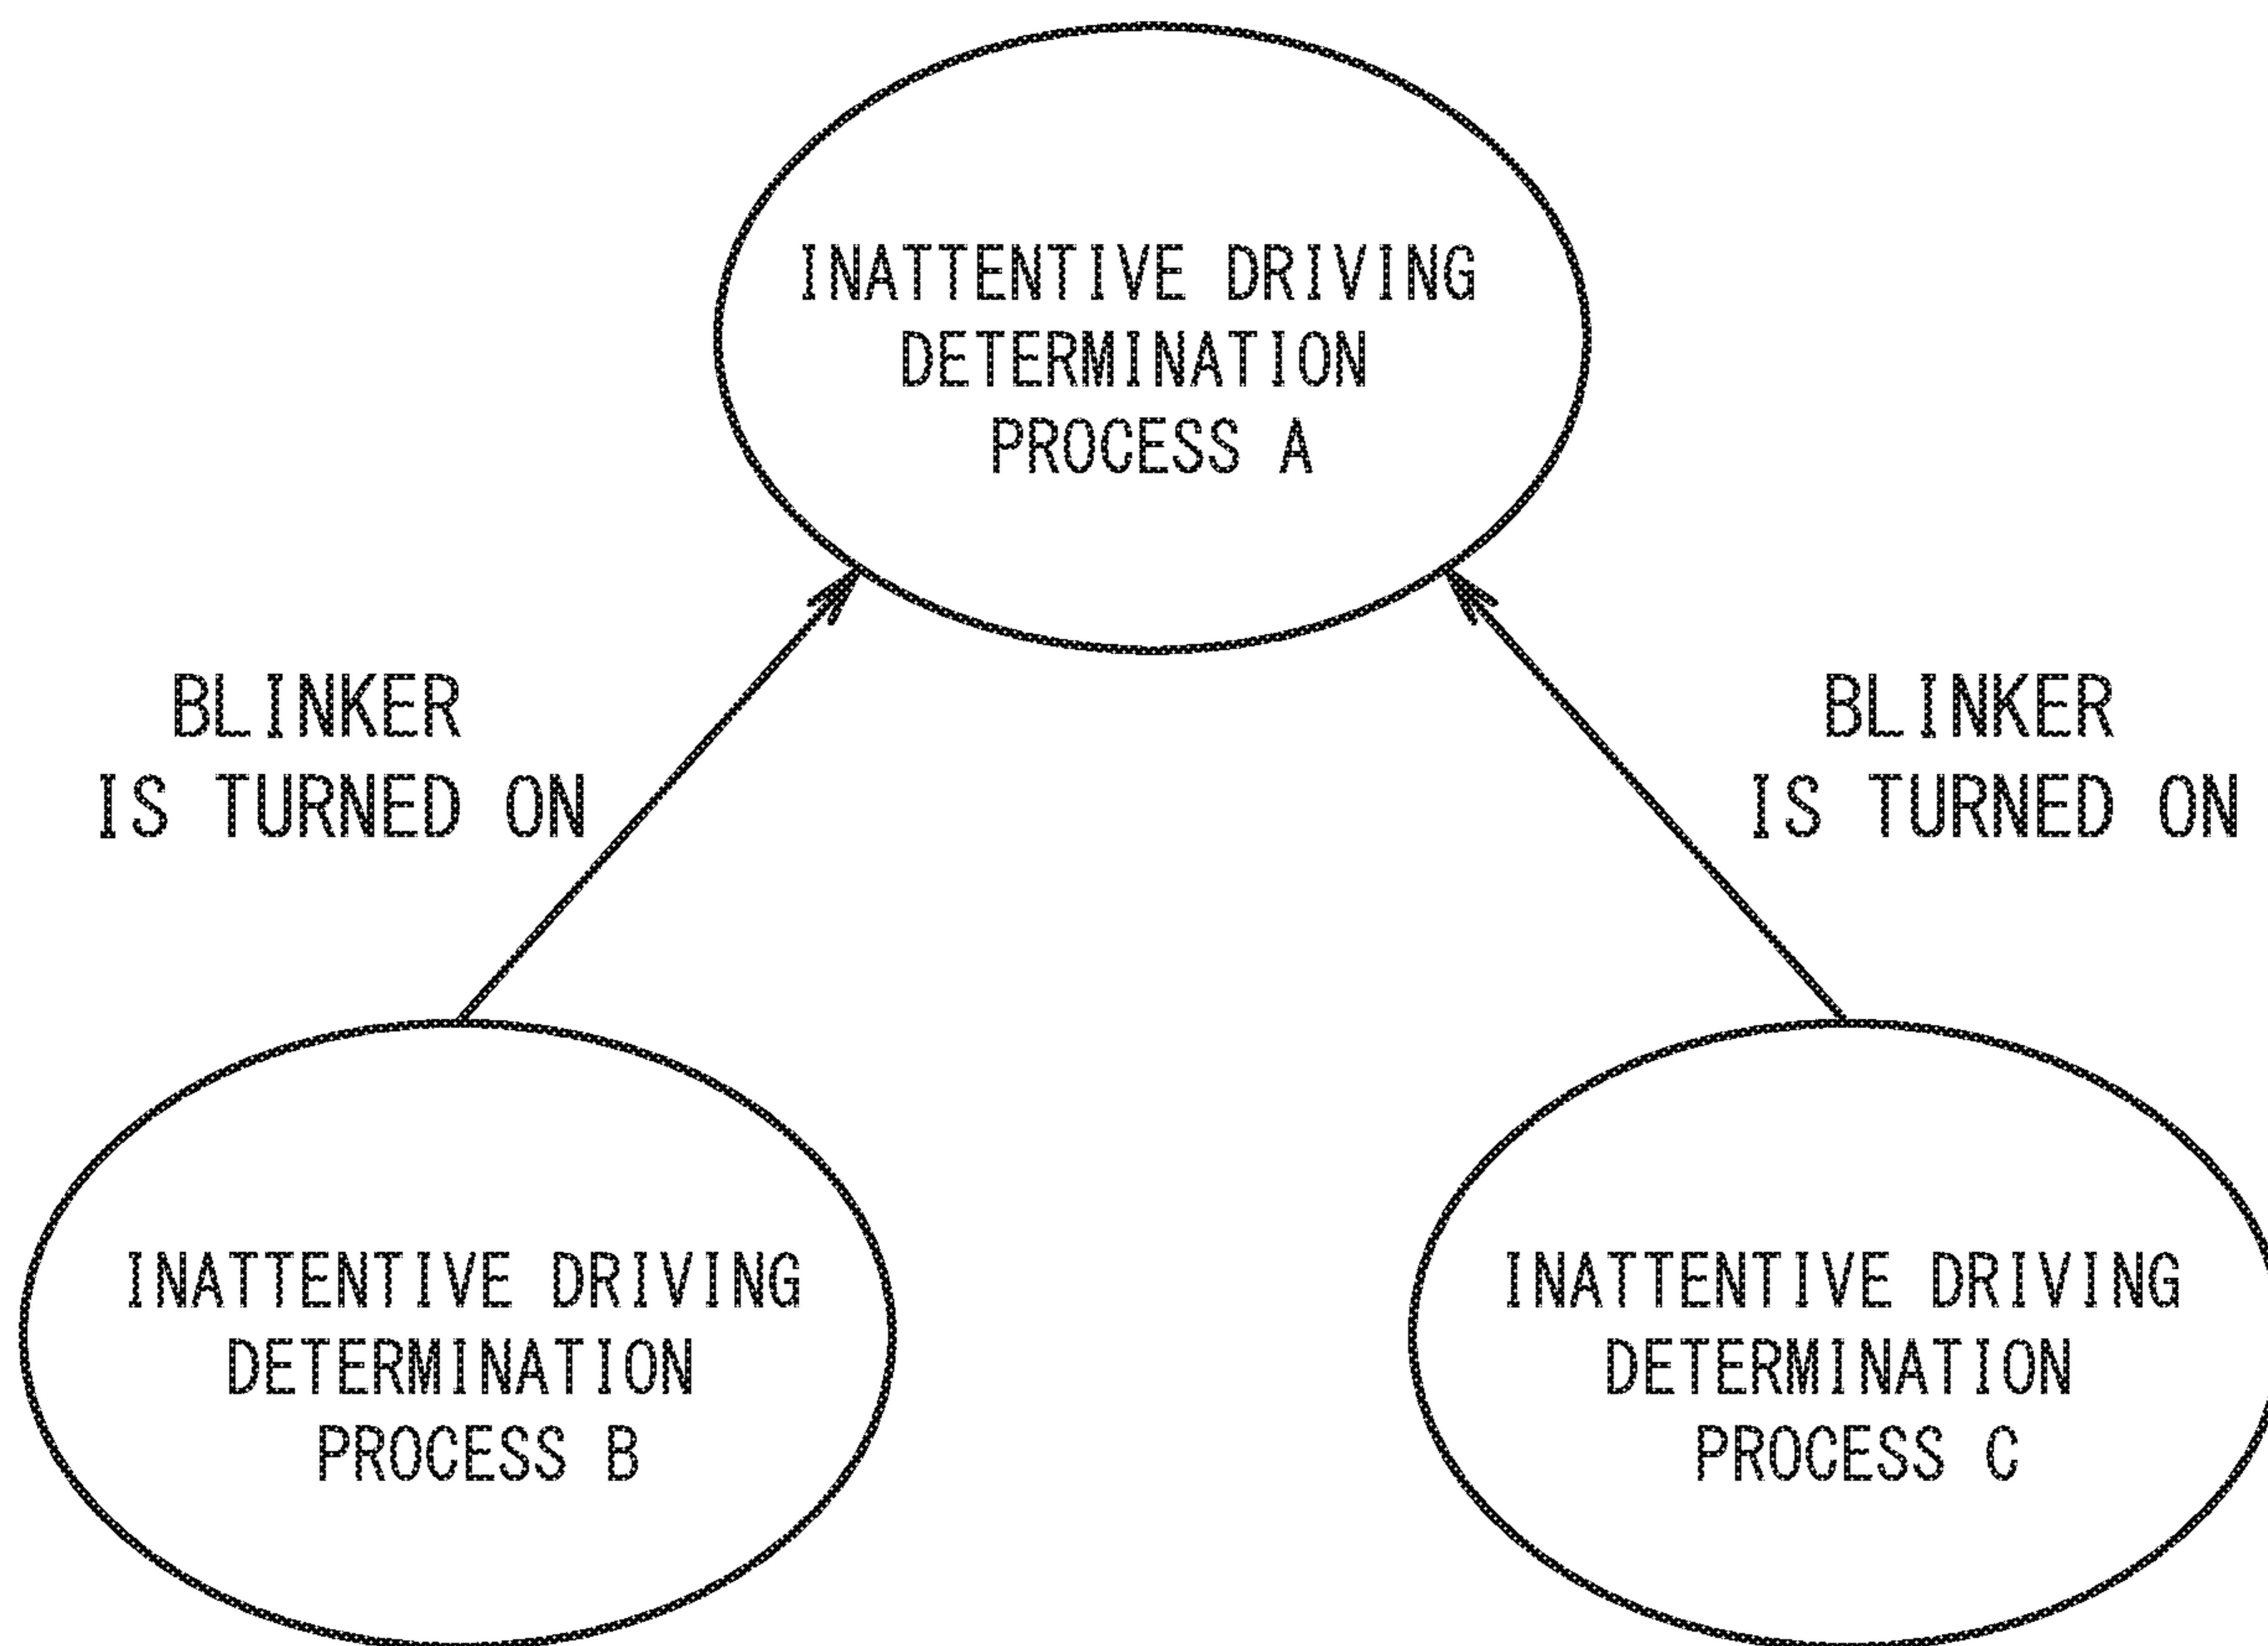 INATTENTIVE DRIVING
DETERMINATION
PROCESS A
BLINKER
IS TURNED ON
BLINKER
IS TURNED ON
INATTENTIVE DRIVING
DETERMINATION
PROCESS B
INATTENTIVE DRIVING
DETERMINATION
PROCESS C